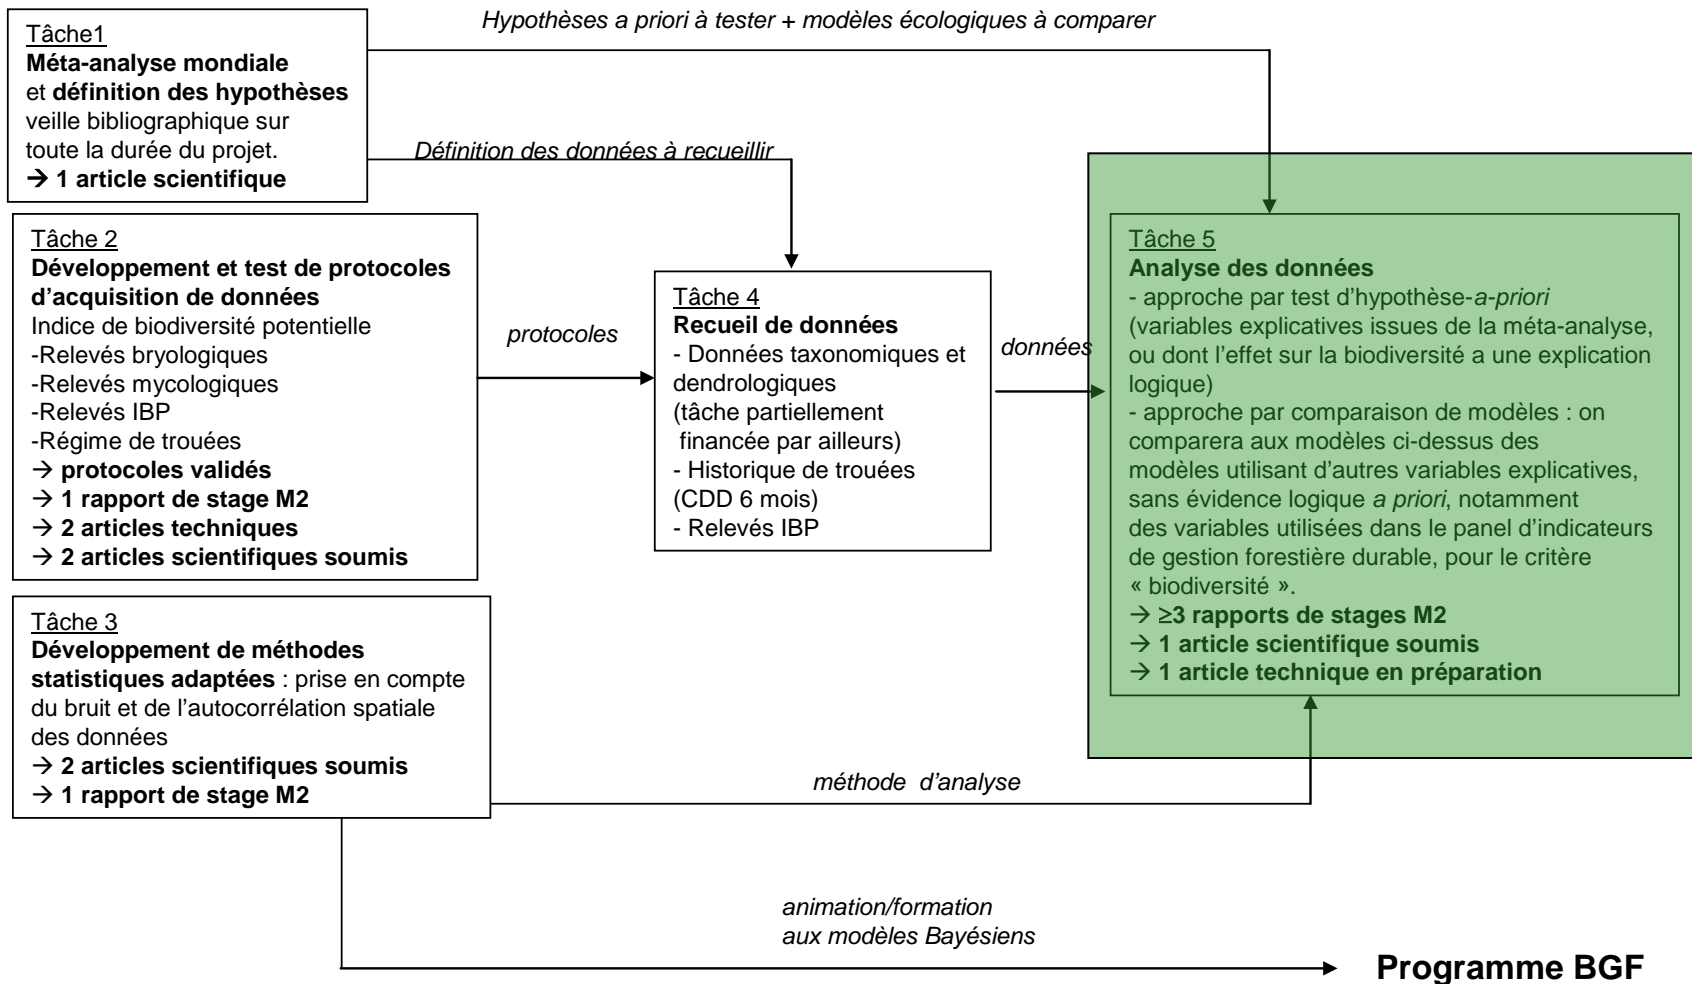 Hypothèses a priori à tester + modèles écologiques à comparer
Tâche1
Méta-analyse mondiale
et définition des hypothèses
veille bibliographique sur
toute la durée du projet.
→ 1 article scientifique
Définition des données à recueillir
Tâche 2
Développement et test de protocoles
d'acquisition de données
Indice de biodiversité potentielle
-Relevés bryologiques
-Relevés mycologiques
-Relevés IBP
-Régime de trouées
→ protocoles validés
→ 1 rapport de stage M2
→ 2 articles techniques
→ 2 articles scientifiques soumis
protocoles
Tâche 4
Recueil de données
- Données taxonomiques et
dendrologiques
(tâche partiellement
financée par ailleurs)
- Historique de trouées
(CDD 6 mois)
- Relevés IBP
données
Tâche 5
Analyse des données
- approche par test d'hypothèse-a-priori
(variables explicatives issues de la méta-analyse,
ou dont l'effet sur la biodiversité a une explication
logique)
- approche par comparaison de modèles : on
comparera aux modèles ci-dessus des
modèles utilisant d'autres variables explicatives,
sans évidence logique a priori, notamment
des variables utilisées dans le panel d'indicateurs
de gestion forestière durable, pour le critère
« biodiversité ».
→ ≥3 rapports de stages M2
→ 1 article scientifique soumis
→ 1 article technique en préparation
Tâche 3
Développement de méthodes
statistiques adaptées : prise en compte
du bruit et de l'autocorrélation spatiale
des données
→ 2 articles scientifiques soumis
→ 1 rapport de stage M2
méthode d'analyse
animation/formation
aux modèles Bayésiens
Programme BGF